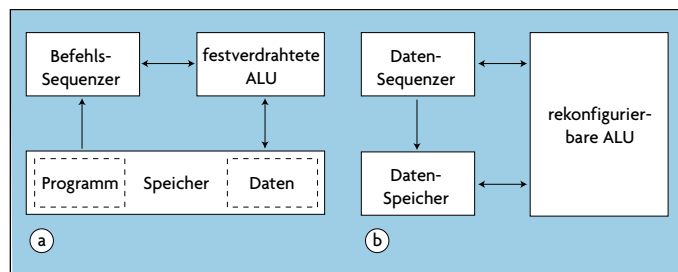 Befehls-
Sequenzer
festverdrahtete
ALU
Programm
Speicher
Daten
a
Daten-
Sequenzer
Daten-
Speicher
rekonfigurier-
bare ALU
b